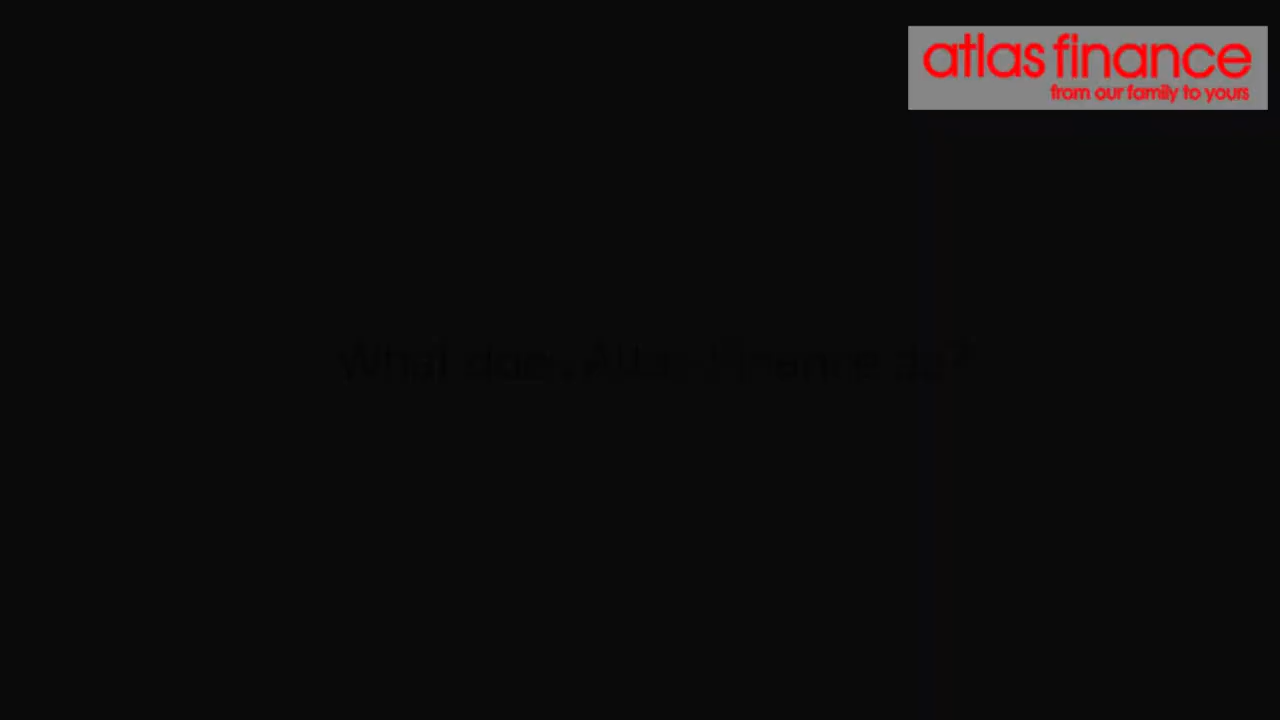 atlas finance
from our family to yours
What does Atlas Finance do?